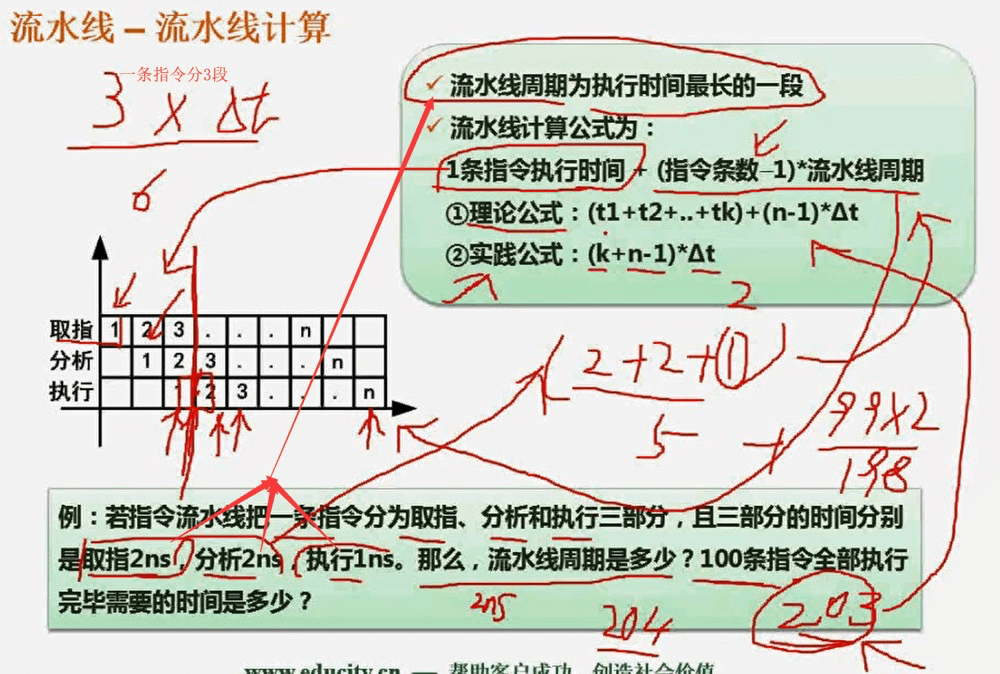 流水线 – 流水线计算
一条指令分3段
3 × Δt
6
✓ 流水线周期为执行时间最长的一段
✓ 流水线计算公式为：
1条指令执行时间 + (指令条数–1)*流水线周期
①理论公式：(t1+t2+..+tk)+(n-1)*Δt
②实践公式：(k+n-1)*Δt
2
取指 1 2 3 . . . n
分析 1 2 3 . . . n
执行 1 2 3 . . . n
(2+2+1)
5 + 99×2
198
例：若指令流水线把一条指令分为取指、分析和执行三部分，且三部分的时间分别
是取指2ns，分析2ns，执行1ns。那么，流水线周期是多少？100条指令全部执行
完毕需要的时间是多少？
2ns
204
203
www.educity.cn — 帮助客户成功，创造社会价值